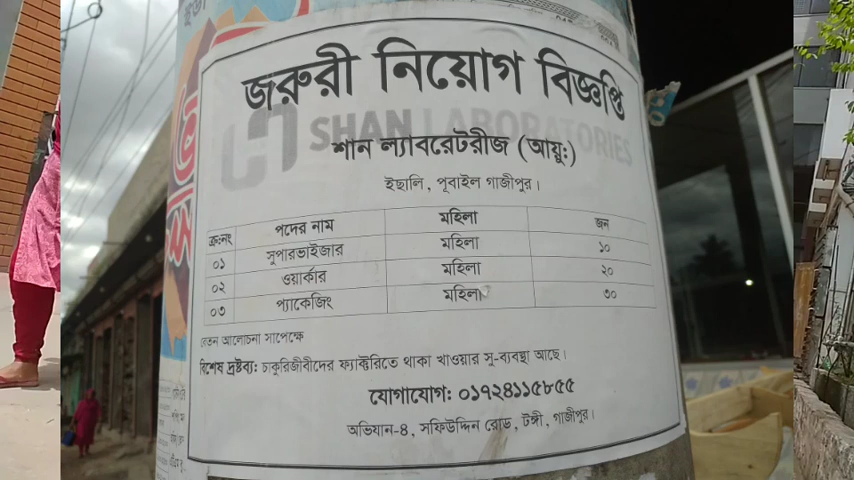 জরুরী নিয়োগ বিজ্ঞপ্তি
SHAN LABORATORIES
শান ল্যাবরেটরীজ (আয়ু:)
ইছালি, পূবাইল গাজীপুর।
ক্র:নং পদের নাম মহিলা জন
০১ সুপারভাইজার মহিলা ১০
০২ ওয়ার্কার মহিলা ২০
০৩ প্যাকেজিং মহিলা ৩০
বেতন আলোচনা সাপেক্ষে
বিশেষ দ্রষ্টব্য: চাকুরিজীবীদের ফ্যাক্টরিতে থাকা খাওয়ার সু-ব্যবস্থা আছে।
যোগাযোগ: ০১৭২৪১১৫৮৫৫
অভিযান-৪, সফিউদ্দিন রোড, টঙ্গী, গাজীপুর।